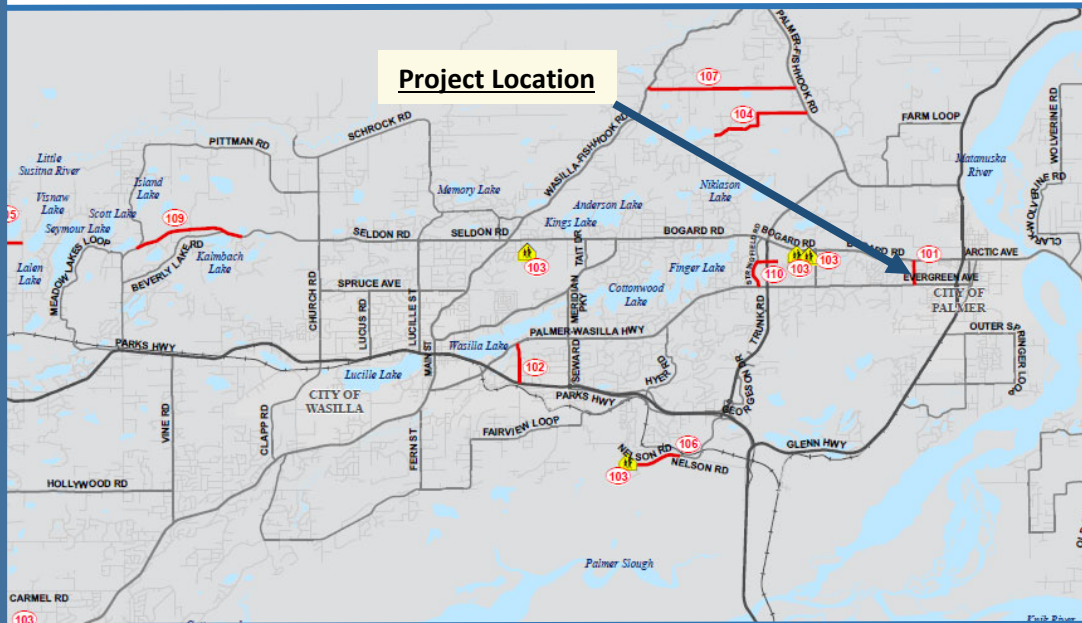 Project Location
107
PALMER-FISHHOOK RD
104
FARM LOOP
WOLVERINE RD
SCHROCK RD
PITTMAN RD
WASILLA-FISHHOOK RD
Little
Susitna River
Island
Lake
Memory Lake
Niklason
Lake
Matanuska
River
CLARK-WOLVERINE RD
Visnaw
Lake
Scott Lake
109
Anderson Lake
Kings Lake
Seymour Lake
SELDON RD
SELDON RD
TAIT DR
BOGARD RD
STRINGFIELD RD
BOGARD RD
BOGARD RD
101
ARCTIC AVE
Lalen
Lake
MEADOW LAKES LOOP
BEVERLY LAKE RD
Kalmbach
Lake
103
Finger Lake
110
103
103
EVERGREEN AVE
CITY OF
PALMER
CHURCH RD
SPRUCE AVE
LUCUS RD
LUCILLE ST
MERIDIAN
PKY
Cottonwood
Lake
TRUNK RD
OUTER SPRINGER LOOP
PALMER-WASILLA HWY
PARKS HWY
Wasilla Lake
MAIN ST
102
SEWARD
HYER RD
Lucille Lake
CITY OF
WASILLA
PARKS HWY
GEORGESON DR
VINE RD
CLAPP RD
FERN ST
FAIRVIEW LOOP
GLENN HWY
NELSON RD
106
NELSON RD
103
HOLLYWOOD RD
Palmer Slough
CARMEL RD
103
Knik River